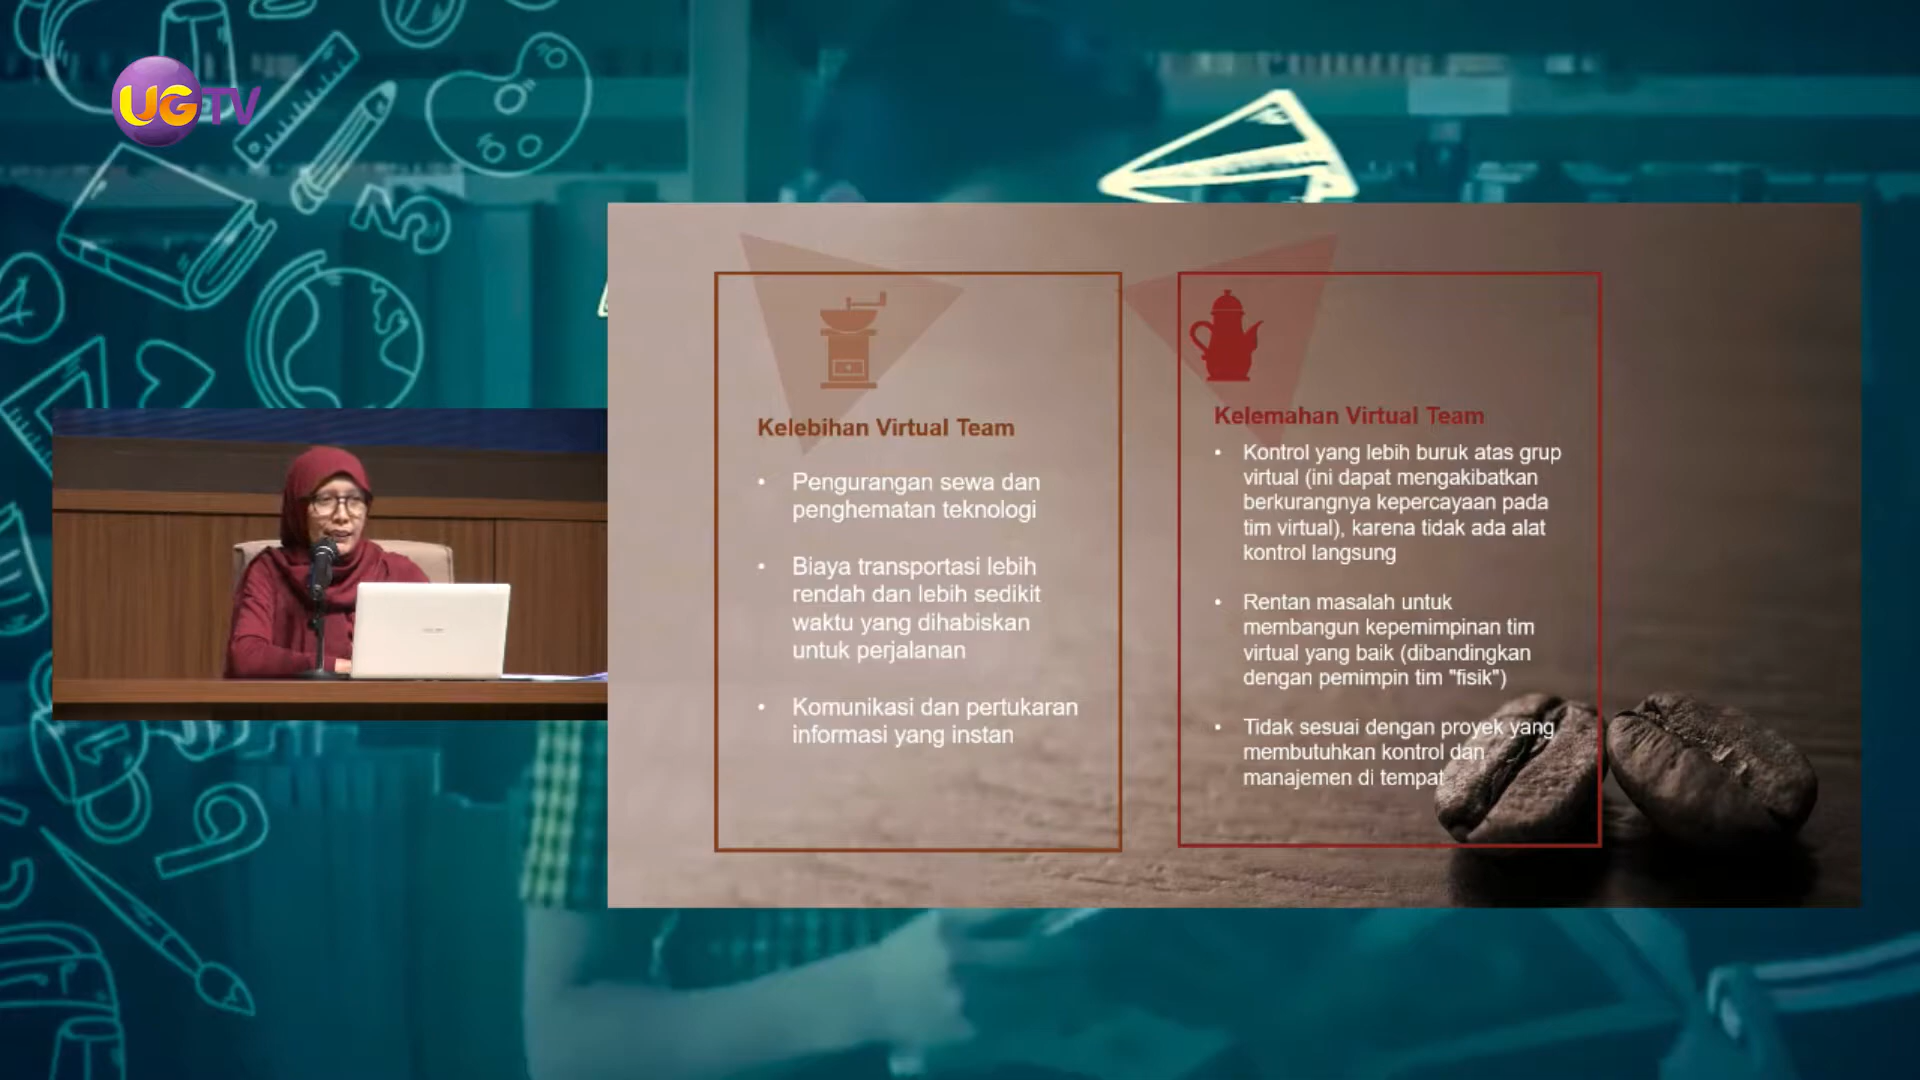 UGTV
Kelebihan Virtual Team
• Pengurangan sewa dan
penghematan teknologi
• Biaya transportasi lebih
rendah dan lebih sedikit
waktu yang dihabiskan
untuk perjalanan
• Komunikasi dan pertukaran
informasi yang instan
Kelemahan Virtual Team
• Kontrol yang lebih buruk atas grup
virtual (ini dapat mengakibatkan
berkurangnya kepercayaan pada
tim virtual), karena tidak ada alat
kontrol langsung
• Rentan masalah untuk
membangun kepemimpinan tim
virtual yang baik (dibandingkan
dengan pemimpin tim "fisik")
• Tidak sesuai dengan proyek yang
membutuhkan kontrol dan
manajemen di tempat